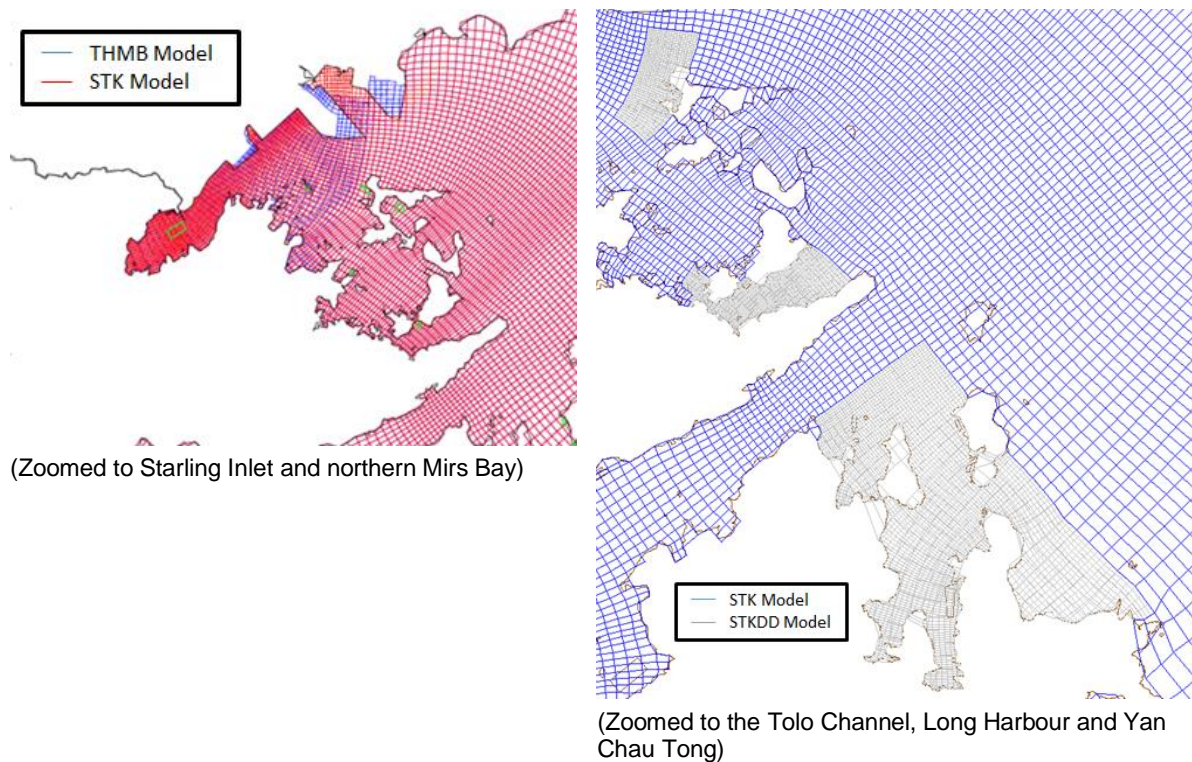 THMB Model
STK Model
(Zoomed to Starling Inlet and northern Mirs Bay)
STK Model
STKDD Model
(Zoomed to the Tolo Channel, Long Harbour and Yan
Chau Tong)